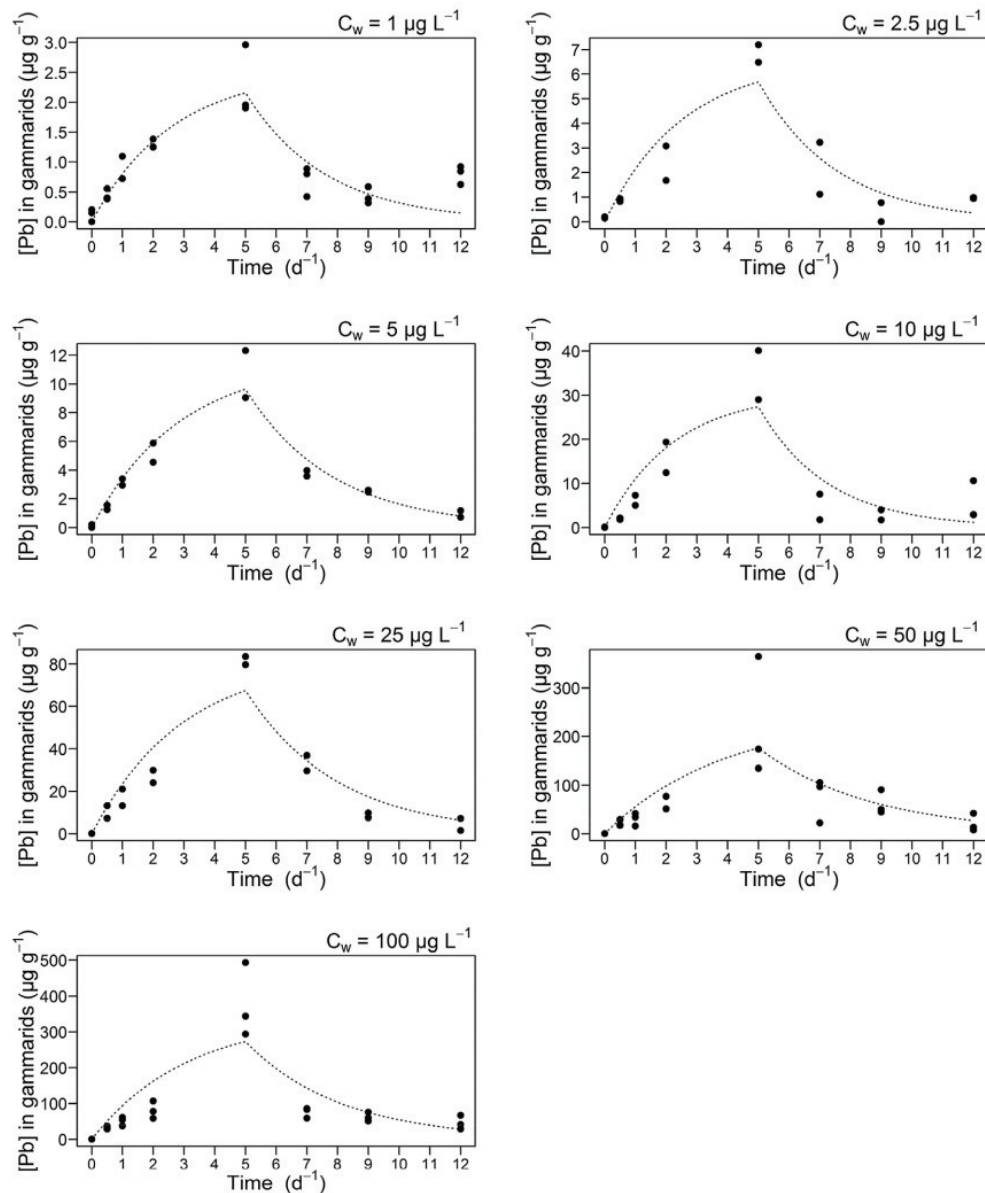 C_w = 1 µg L⁻¹
[Pb] in gammarids (µg g⁻¹)
3.0
2.5
2.0
1.5
1.0
0.5
0.0
0 1 2 3 4 5 6 7 8 9 10 11 12
Time (d⁻¹)
C_w = 2.5 µg L⁻¹
[Pb] in gammarids (µg g⁻¹)
7
6
5
4
3
2
1
0
0 1 2 3 4 5 6 7 8 9 10 11 12
Time (d⁻¹)
C_w = 5 µg L⁻¹
[Pb] in gammarids (µg g⁻¹)
12
10
8
6
4
2
0
0 1 2 3 4 5 6 7 8 9 10 11 12
Time (d⁻¹)
C_w = 10 µg L⁻¹
[Pb] in gammarids (µg g⁻¹)
40
30
20
10
0
0 1 2 3 4 5 6 7 8 9 10 11 12
Time (d⁻¹)
C_w = 25 µg L⁻¹
[Pb] in gammarids (µg g⁻¹)
80
60
40
20
0
0 1 2 3 4 5 6 7 8 9 10 11 12
Time (d⁻¹)
C_w = 50 µg L⁻¹
[Pb] in gammarids (µg g⁻¹)
300
200
100
0
0 1 2 3 4 5 6 7 8 9 10 11 12
Time (d⁻¹)
C_w = 100 µg L⁻¹
[Pb] in gammarids (µg g⁻¹)
500
400
300
200
100
0
0 1 2 3 4 5 6 7 8 9 10 11 12
Time (d⁻¹)